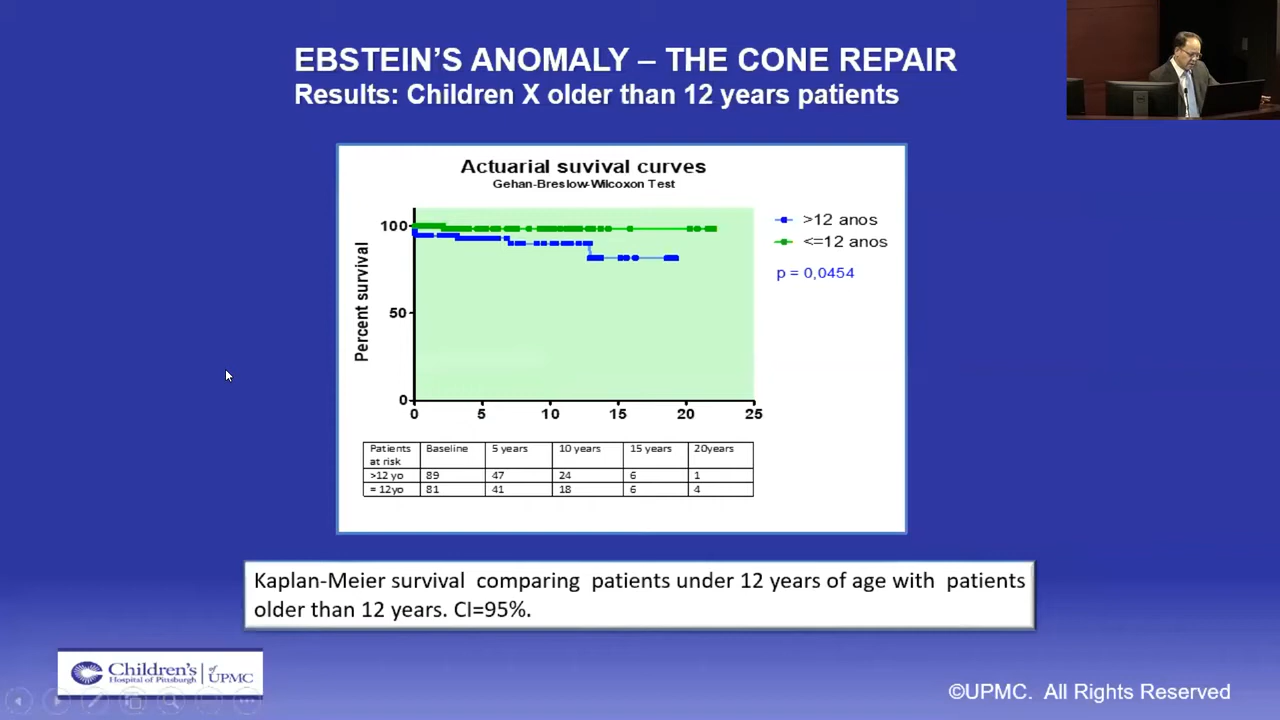 EBSTEIN'S ANOMALY – THE CONE REPAIR
Results: Children X older than 12 years patients
Actuarial suvival curves
Gehan-Breslow-Wilcoxon Test
Percent survival
100
50
0
0 5 10 15 20 25
>12 anos
<=12 anos
p = 0,0454
Patients at risk Baseline 5 years 10 years 15 years 20years
>12 yo 89 47 24 6 1
= 12yo 81 41 18 6 4
Kaplan-Meier survival comparing patients under 12 years of age with patients
older than 12 years. CI=95%.
Children's
Hospital of Pittsburgh
of
UPMC
©UPMC. All Rights Reserved